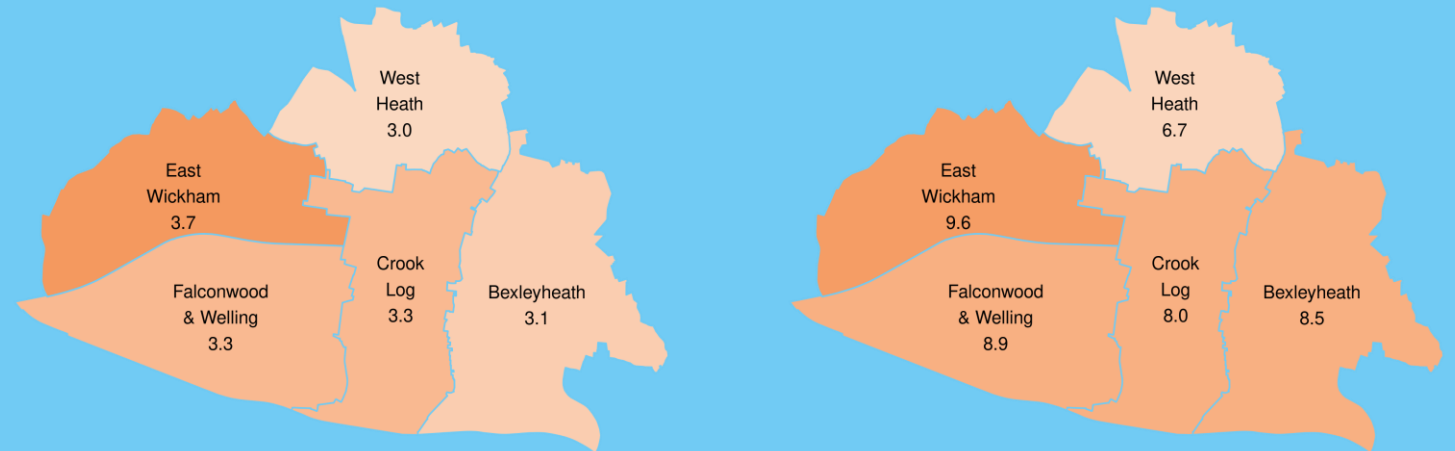 West
Heath
3.0
East
Wickham
3.7
Crook
Log
3.3
Falconwood
& Welling
3.3
Bexleyheath
3.1
West
Heath
6.7
East
Wickham
9.6
Crook
Log
8.0
Falconwood
& Welling
8.9
Bexleyheath
8.5